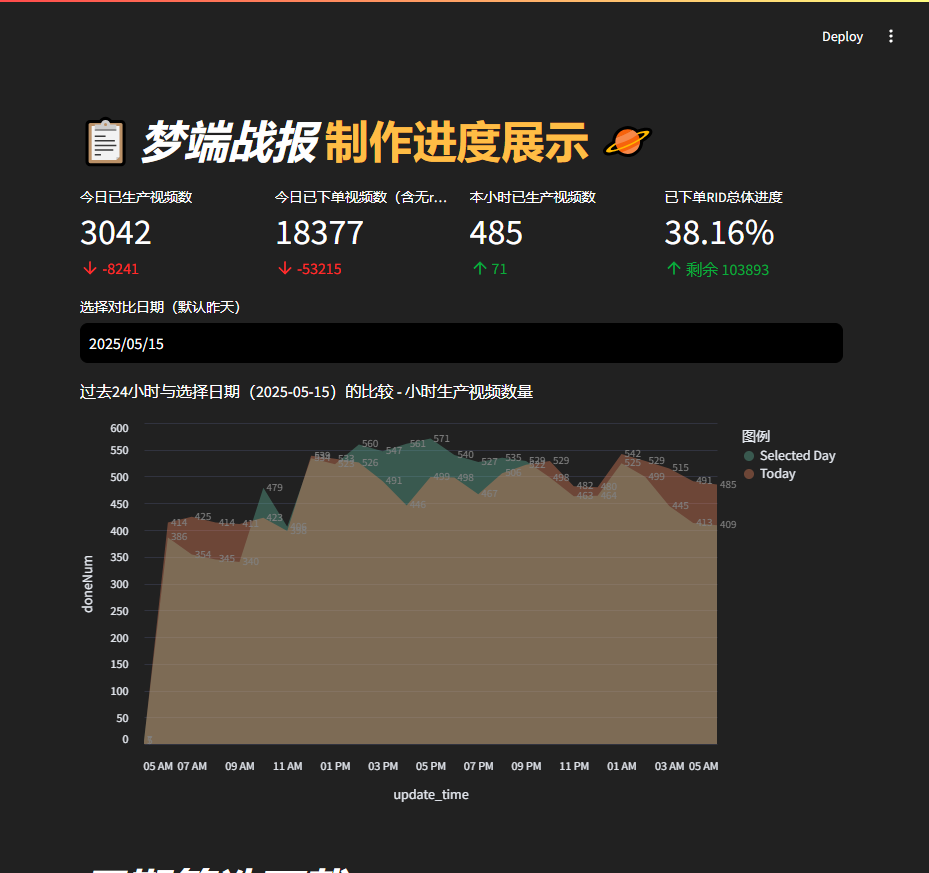 Deploy
梦端战报 制作进度展示
今日已生产视频数
3042
-8241
今日已下单视频数（含无r...
18377
-53215
本小时已生产视频数
485
71
已下单RID总体进度
38.16%
剩余 103893
选择对比日期（默认昨天）
2025/05/15
过去24小时与选择日期（2025-05-15）的比较 - 小时生产视频数量
图例
Selected Day
Today
doneNum
600
550
500
450
400
350
300
250
200
150
100
50
0
414 425 414 411 423
386 354 345 340 479
539 533 526 491 446 499 498 467
560 547 561 571 540 527 535 529
529 482
498 463 464
542 529 515 491 485
525 499 445 413 409
05 AM 07 AM 09 AM 11 AM 01 PM 03 PM 05 PM 07 PM 09 PM 11 PM 01 AM 03 AM 05 AM
update_time